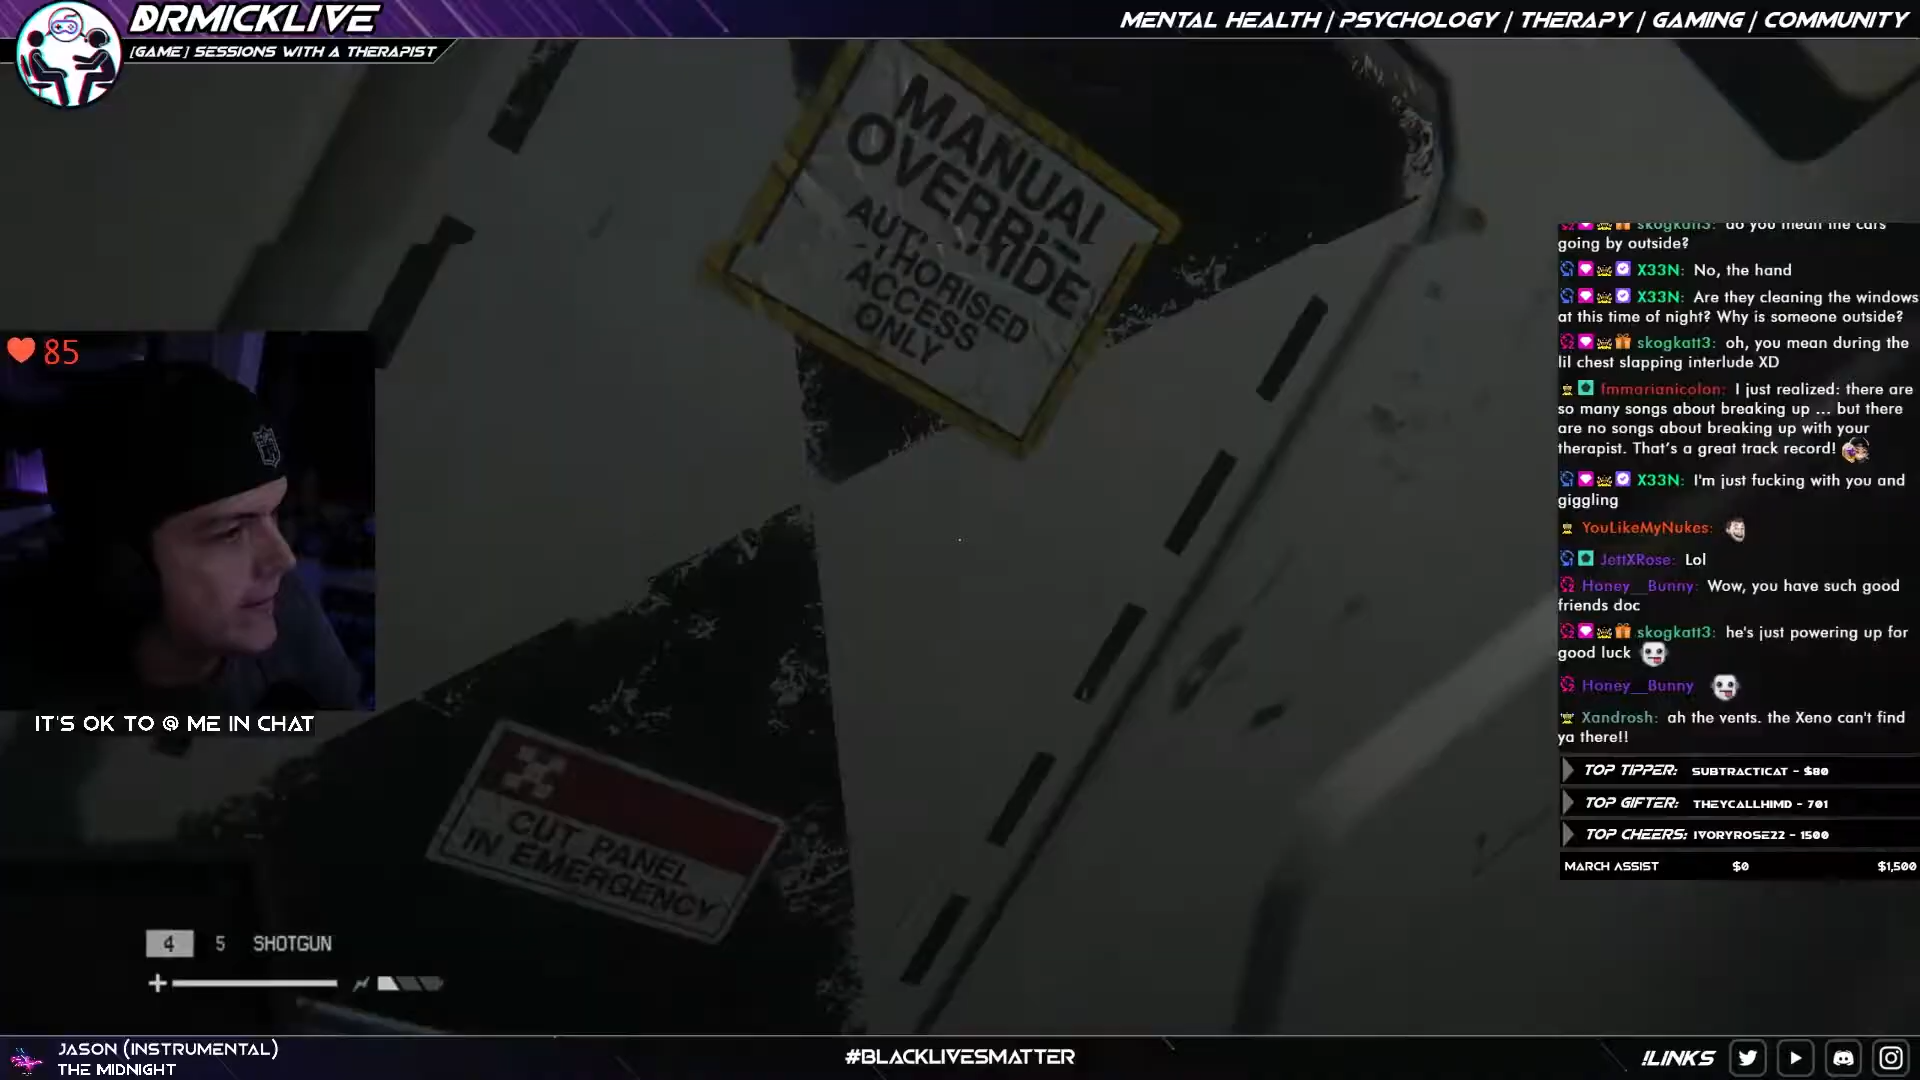 DRMICKLIVE
[GAME] SESSIONS WITH A THERAPIST
MENTAL HEALTH | PSYCHOLOGY | THERAPY | GAMING | COMMUNITY
MANUAL
OVERRIDE
AUTHORISED
ACCESS
ONLY
85
IT'S OK TO @ ME IN CHAT
CUT PANEL
IN EMERGENCY
4 5 SHOTGUN
skogkatt3: do you mean the cars
going by outside?
X33N: No, the hand
X33N: Are they cleaning the windows
at this time of night? Why is someone outside?
skogkatt3: oh, you mean during the
lil chest slapping interlude XD
fmmarianicolon: I just realized: there are
so many songs about breaking up ... but there
are no songs about breaking up with your
therapist. That's a great track record!
X33N: I'm just fucking with you and
giggling
YouLikeMyNukes:
JettXRose: Lol
Honey__Bunny: Wow, you have such good
friends doc
skogkatt3: he's just powering up for
good luck
Honey__Bunny
Xandrosh: ah the vents. the Xeno can't find
ya there!!
TOP TIPPER: SUBTRACTICAT - $80
TOP GIFTER: THEYCALLHIMD - 701
TOP CHEERS: IVORYROSE22 - 1500
MARCH ASSIST $0 $1,500
JASON (INSTRUMENTAL)
THE MIDNIGHT
#BLACKLIVESMATTER
!LINKS